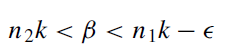 n₂k < β < n₁k − ϵ